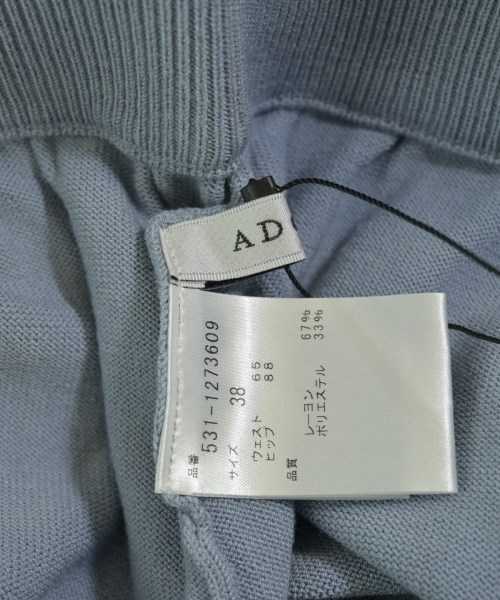 AD
品番
531-1273609
サイズ 38
ウェスト 65
ヒップ 88
品質
レーヨン 67%
ポリエステル 33%